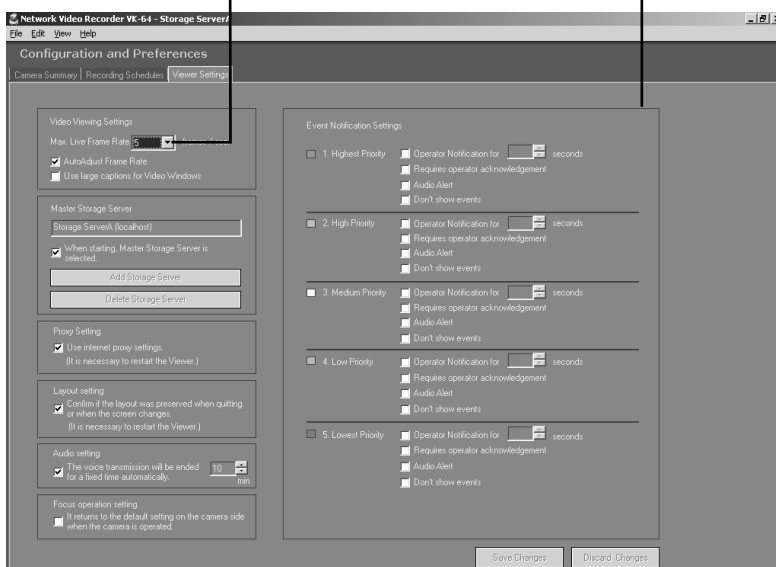 Network Video Recorder VK-64 - Storage ServerA
File Edit View Help
Configuration and Preferences
Camera Summary Recording Schedules Viewer Settings
Video Viewing Settings
Max. Live Frame Rate 5
AutoAdjust Frame Rate
Use large captions for Video Windows
Master Storage Server
Storage ServerA (localhost)
When starting, Master Storage Server is
selected.
Add Storage Server
Delete Storage Server
Proxy Setting
Use internet proxy settings.
(It is necessary to restart the Viewer.)
Layout setting
Confirm if the layout was preserved when quitting
or when the screen changes.
(It is necessary to restart the Viewer.)
Audio setting
The voice transmission will be ended 10
for a fixed time automatically.
min
Focus operation setting
It returns to the default setting on the camera side
when the camera is operated.
Event Notification Settings
1. Highest Priority Operator Notification for seconds
Requires operator acknowledgement
Audio Alert
Don't show events
2. High Priority Operator Notification for seconds
Requires operator acknowledgement
Audio Alert
Don't show events
3. Medium Priority Operator Notification for seconds
Requires operator acknowledgement
Audio Alert
Don't show events
4. Low Priority Operator Notification for seconds
Requires operator acknowledgement
Audio Alert
Don't show events
5. Lowest Priority Operator Notification for seconds
Requires operator acknowledgement
Audio Alert
Don't show events
Save Changes Discard Changes